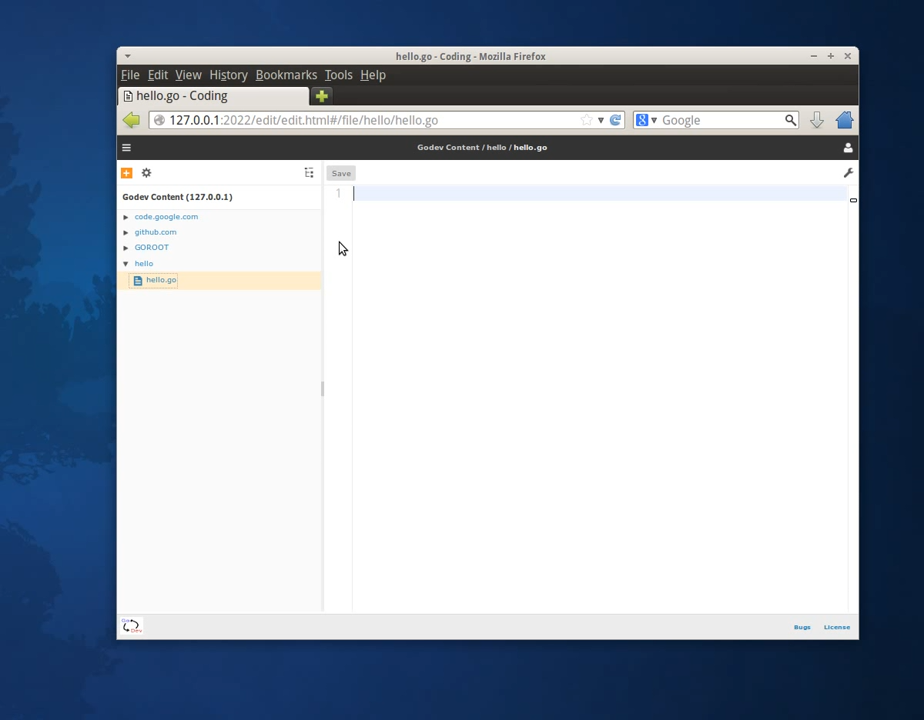 hello.go - Coding - Mozilla Firefox
File Edit View History Bookmarks Tools Help
hello.go - Coding
127.0.0.1:2022/edit/edit.html#/file/hello/hello.go
Google
Godev Content / hello / hello.go
Save
1
Godev Content (127.0.0.1)
code.google.com
github.com
GOROOT
hello
hello.go
Go
Dev
Bugs License